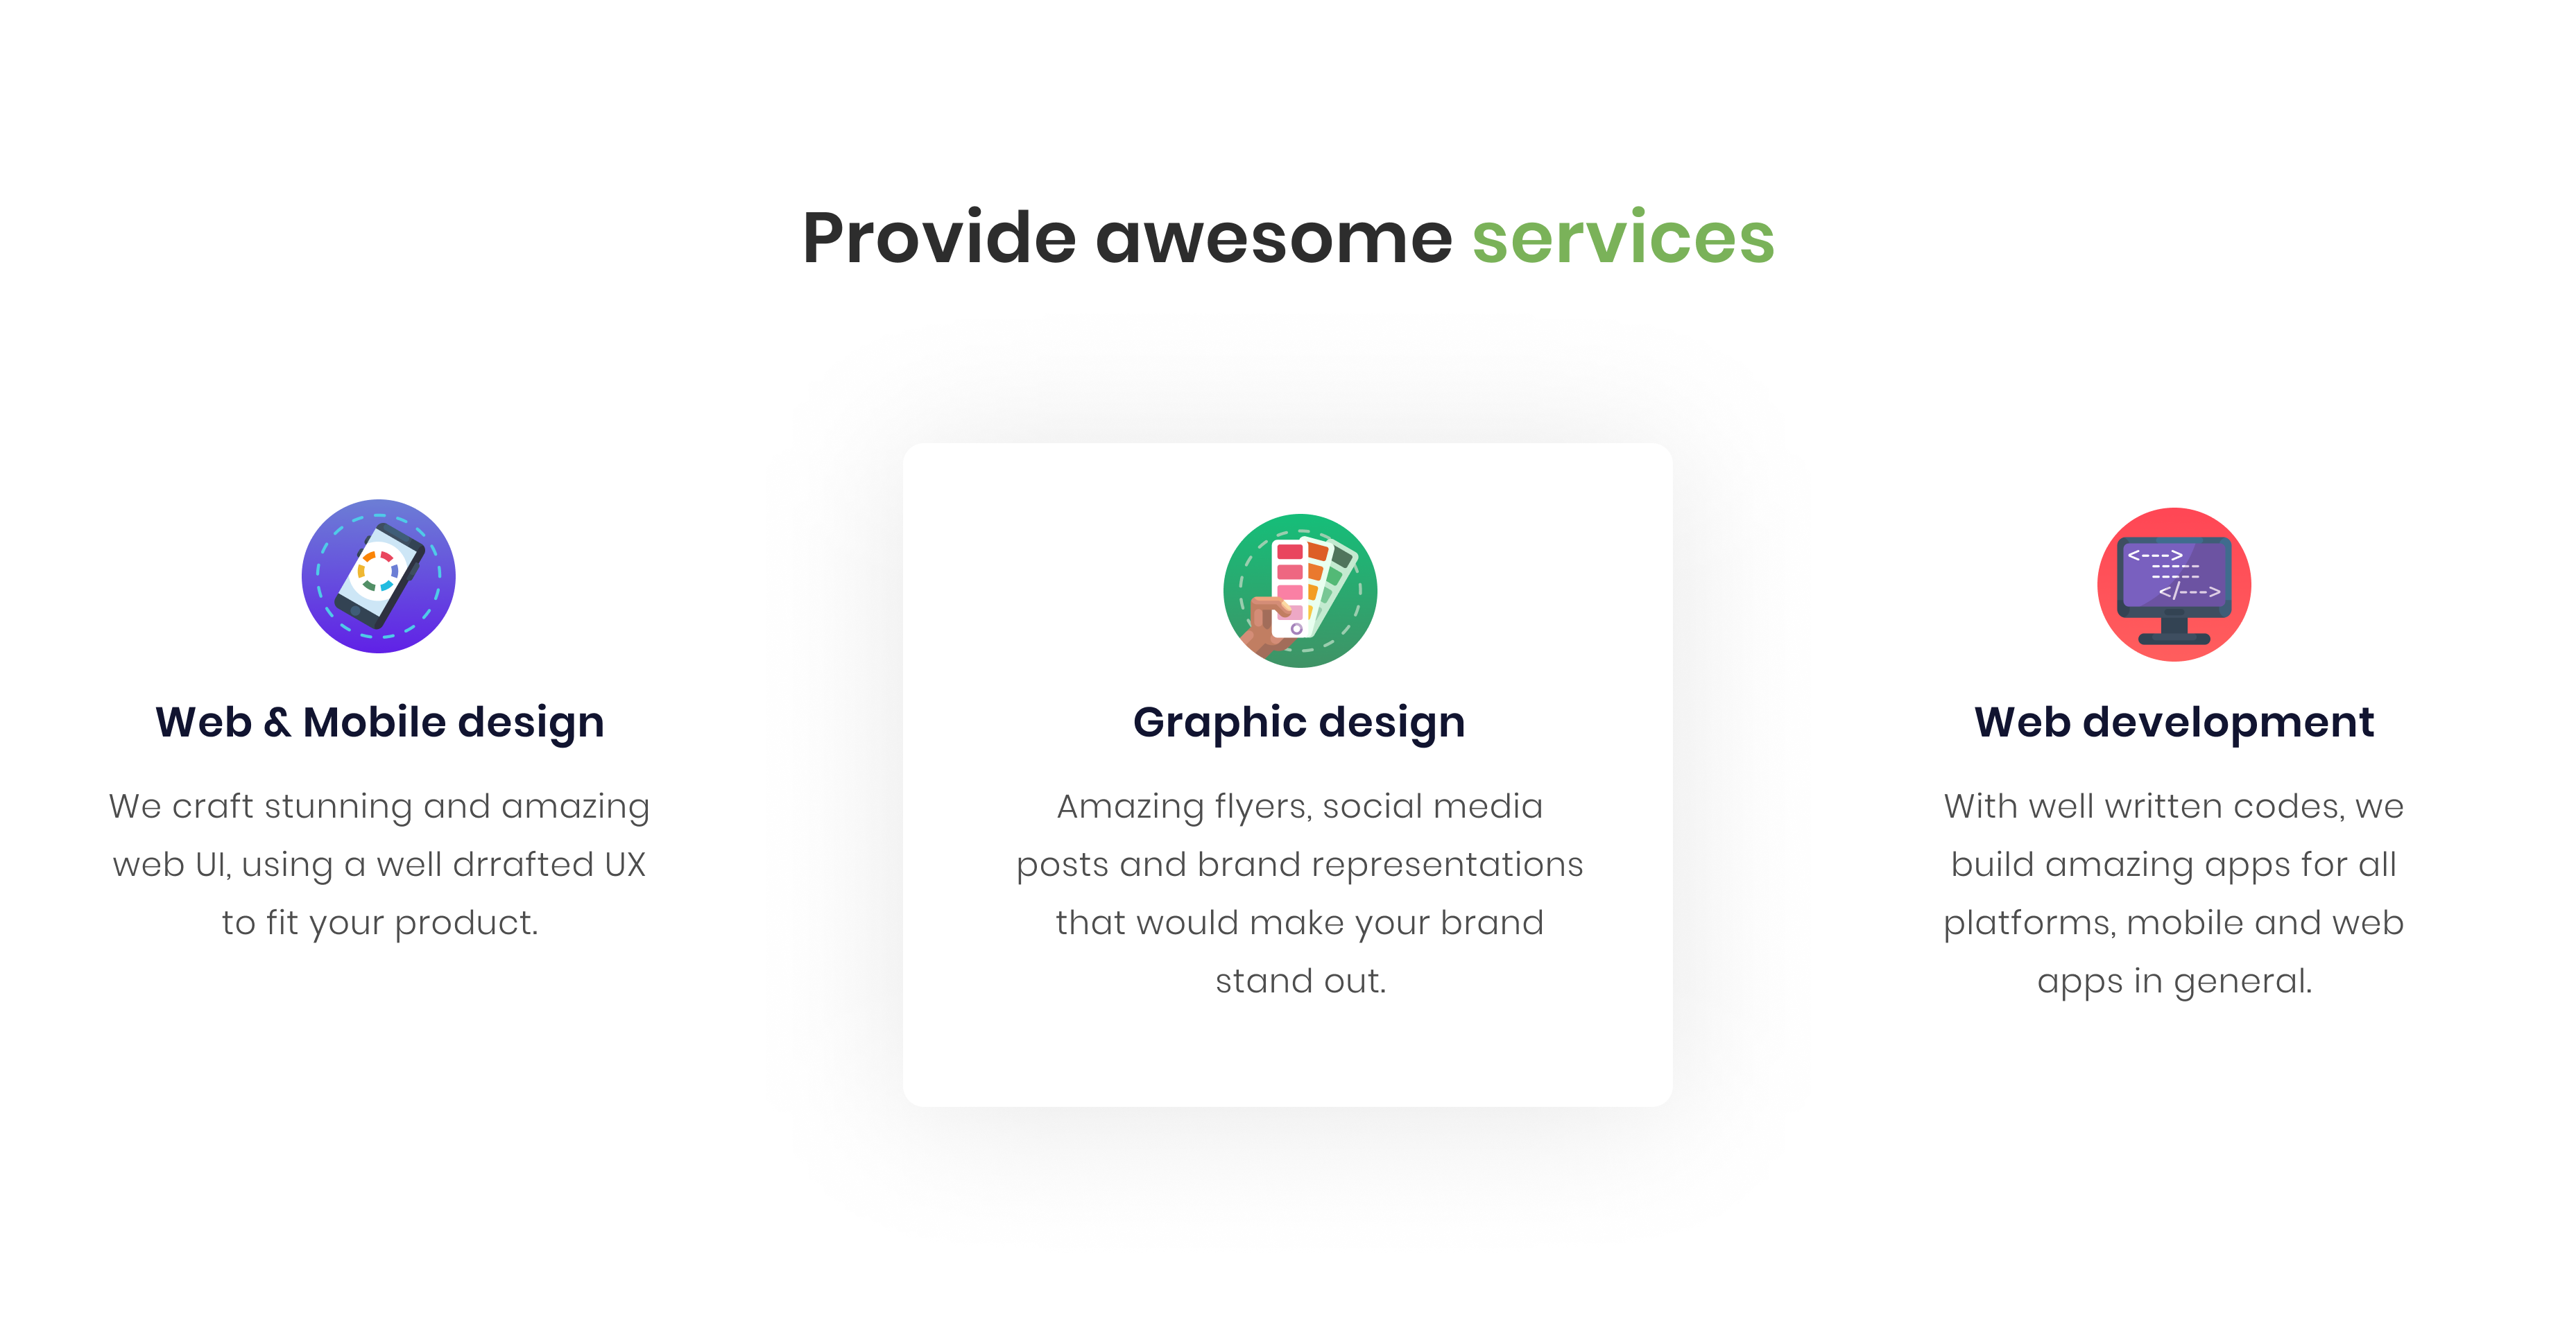 Provide awesome services
Web & Mobile design
We craft stunning and amazing
web UI, using a well drrafted UX
to fit your product.
<--->
</--->
Graphic design
Amazing flyers, social media
posts and brand representations
that would make your brand
stand out.
Web development
With well written codes, we
build amazing apps for all
platforms, mobile and web
apps in general.